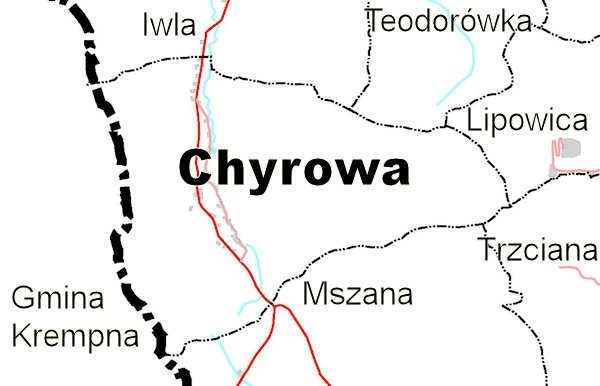 Iwla
Teodorówka
Lipowica
Chyrowa
Trzciana
Gmina
Krempna
Mszana